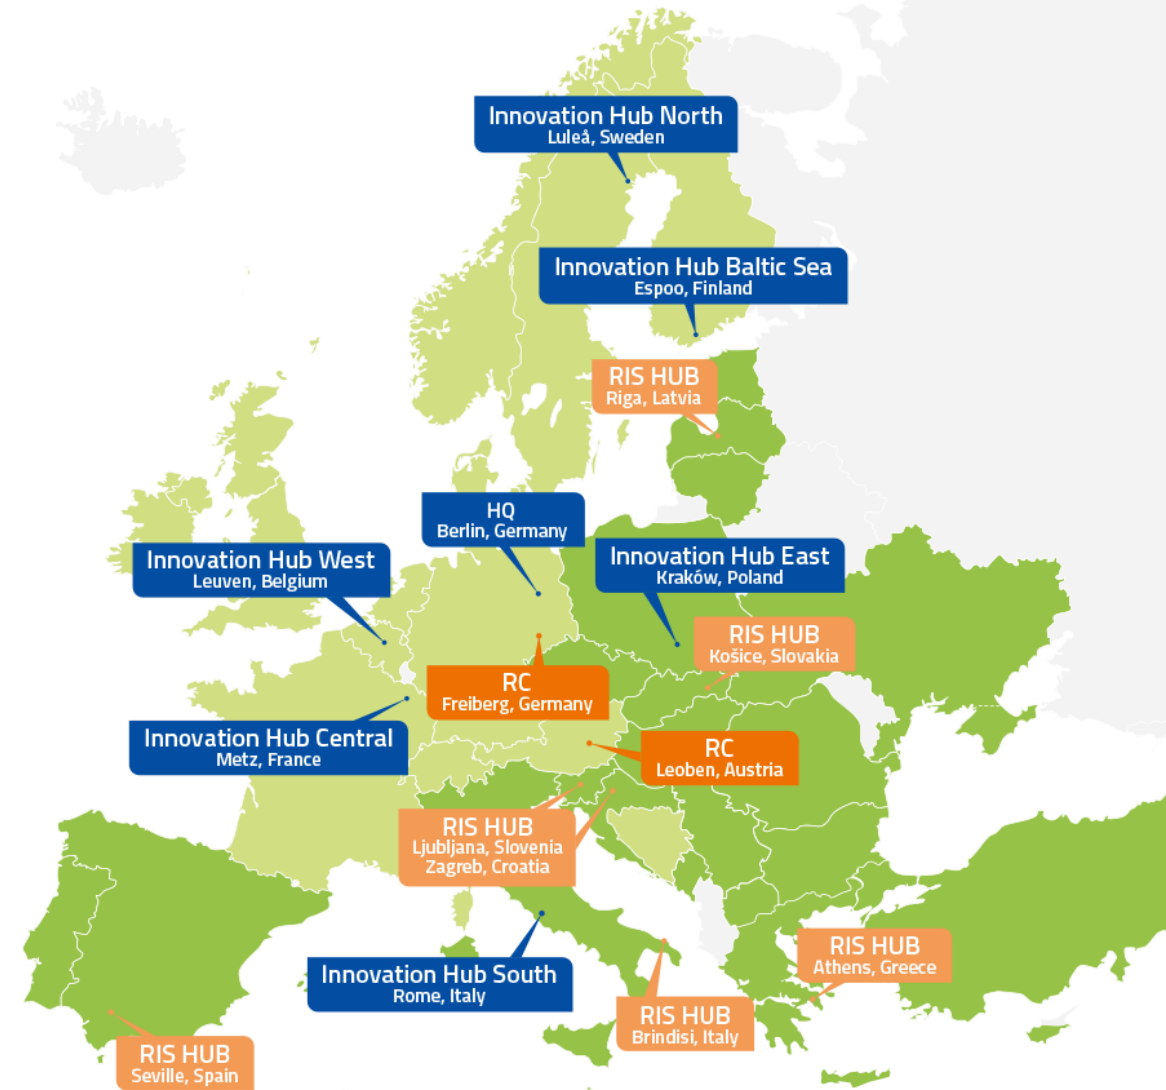 Innovation Hub North
Luleå, Sweden
Innovation Hub Baltic Sea
Espoo, Finland
RIS HUB
Riga, Latvia
HQ
Berlin, Germany
Innovation Hub West
Leuven, Belgium
Innovation Hub East
Kraków, Poland
RIS HUB
Košice, Slovakia
RC
Freiberg, Germany
Innovation Hub Central
Metz, France
RC
Leoben, Austria
RIS HUB
Ljubljana, Slovenia
Zagreb, Croatia
Innovation Hub South
Rome, Italy
RIS HUB
Athens, Greece
RIS HUB
Brindisi, Italy
RIS HUB
Seville, Spain